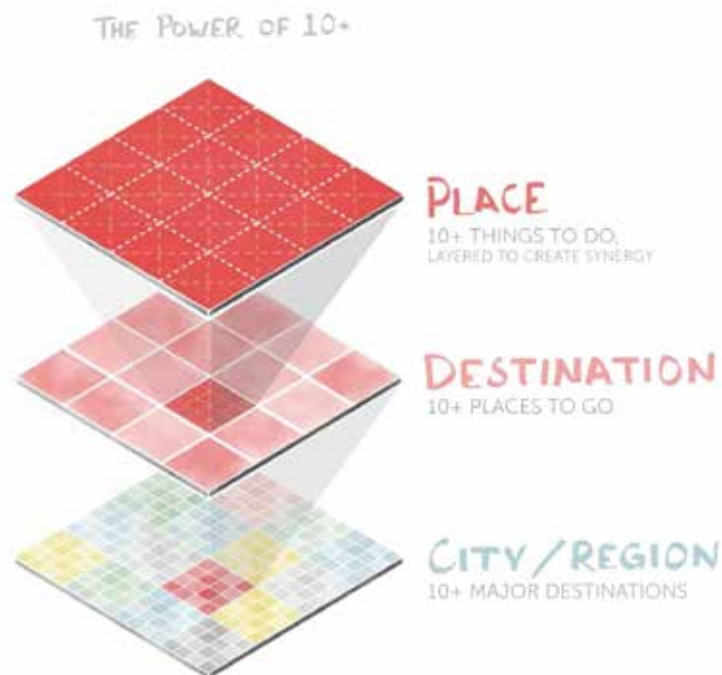 THE POWER OF 10+
PLACE
10+ THINGS TO DO,
LAYERED TO CREATE SYNERGY
DESTINATION
10+ PLACES TO GO
CITY/REGION
10+ MAJOR DESTINATIONS